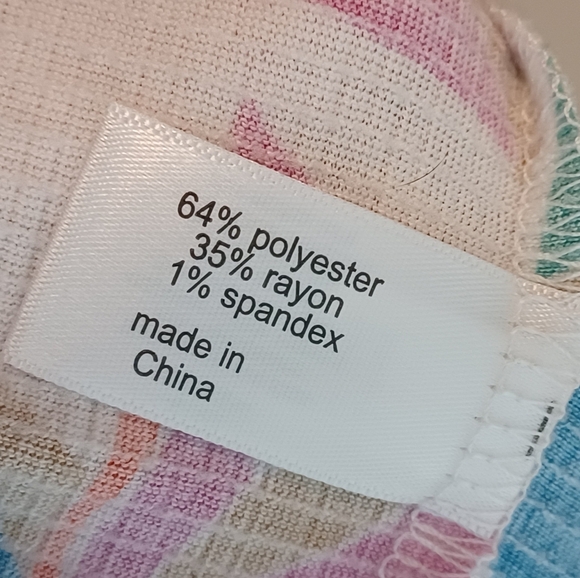 64% polyester
35% rayon
1% spandex
made in
China